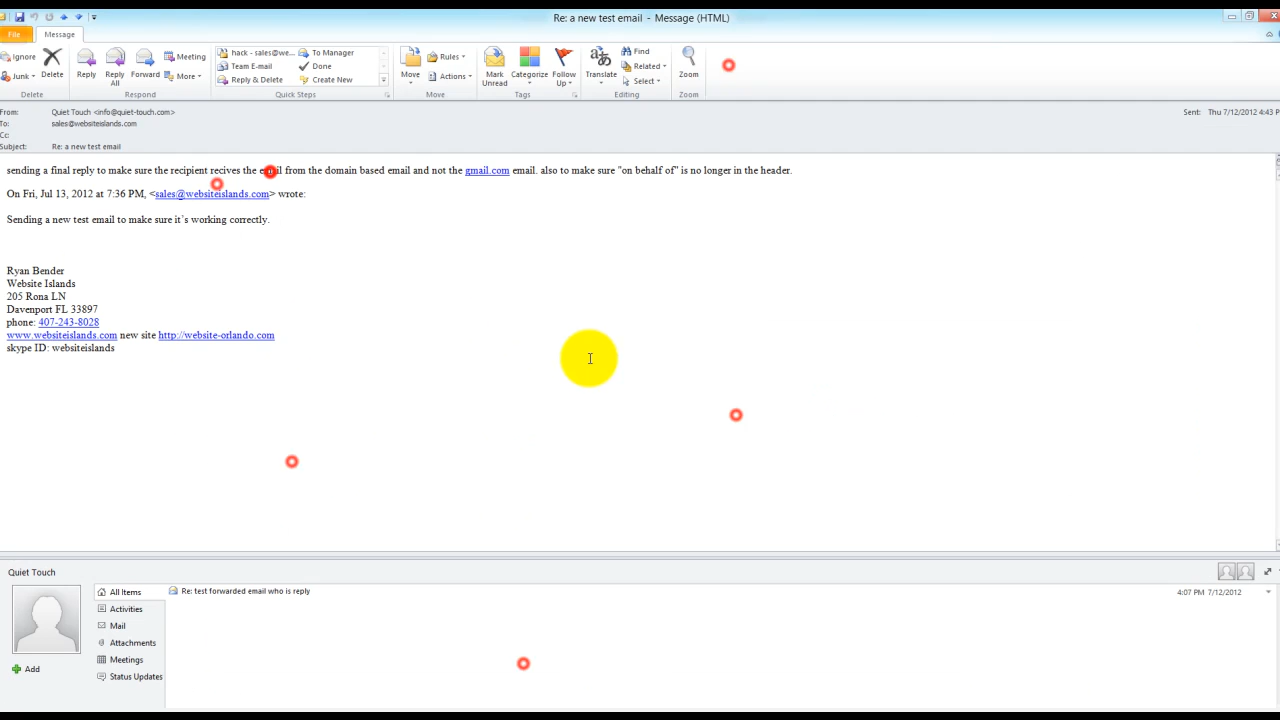 Re: a new test email - Message (HTML)
File Message
Ignore Delete Reply Reply All Forward Meeting hack - sales@we... To Manager Move Rules Mark Unread Categorize Follow Up Translate Find Zoom
Junk More Team E-mail Done Actions Related
Reply & Delete Create New Select
Delete Respond Quick Steps Move Tags Editing Zoom
From: Quiet Touch <info@quiet-touch.com> Sent: Thu 7/12/2012 4:43 P
To: sales@websiteislands.com
Cc:
Subject: Re: a new test email
sending a final reply to make sure the recipient recives the email from the domain based email and not the gmail.com email. also to make sure "on behalf of" is no longer in the header.
On Fri, Jul 13, 2012 at 7:36 PM, <sales@websiteislands.com> wrote:
Sending a new test email to make sure it's working correctly.
Ryan Bender
Website Islands
205 Rona LN
Davenport FL 33897
phone: 407-243-8028
www.websiteislands.com new site http://website-orlando.com
skype ID: websiteislands
Quiet Touch
All Items Re: test forwarded email who is reply 4:07 PM 7/12/2012
Activities
Mail
Attachments
Add Meetings
Status Updates